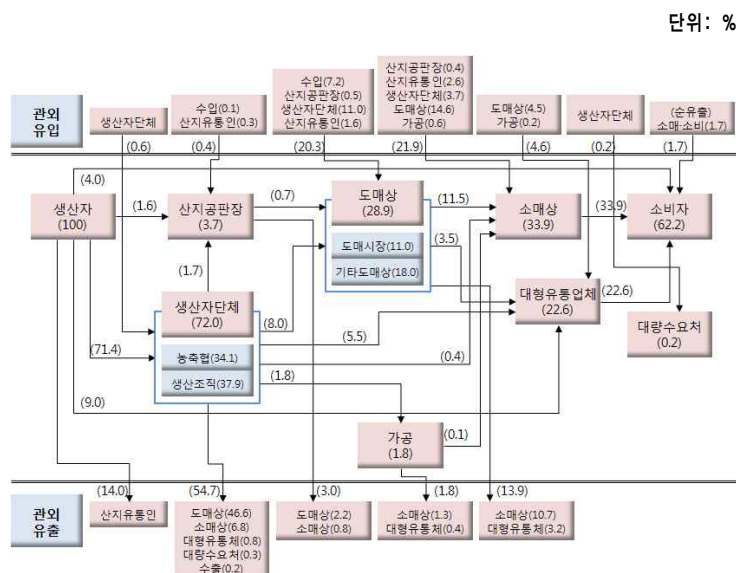 단위: %
관외
유입
생산자단체
수입(0.1)
산지유통인(0.3)
수입(7.2)
산지공판장(0.5)
생산자단체(11.0)
산지유통인(1.6)
산지공판장(0.4)
산지유통인(2.6)
생산자단체(3.7)
도매상(14.6)
가공(0.6)
도매상(4.5)
가공(0.2)
생산자단체
(순유출)
소매·소비(1.7)
(0.6)
(0.4)
(20.3)
(21.9)
(4.6)
(0.2)
(1.7)
(4.0)
생산자
(100)
(1.6)
산지공판장
(3.7)
(0.7)
도매상
(28.9)
도매시장(11.0)
기타도매상(18.0)
(11.5)
(3.5)
소매상
(33.9)
(33.9)
소비자
(62.2)
(1.7)
생산자단체
(72.0)
농축협(34.1)
생산조직(37.9)
(8.0)
(5.5)
(0.4)
(1.8)
(71.4)
(9.0)
대형유통업체
(22.6)
(22.6)
대량수요처
(0.2)
가공
(1.8)
(0.1)
관외
유출
(14.0)
(54.7)
(3.0)
(1.8)
(13.9)
산지유통인
도매상(46.6)
소매상(6.8)
대형유통체(0.8)
대량수요처(0.3)
수출(0.2)
도매상(2.2)
소매상(0.8)
소매상(1.3)
대형유통체(0.4)
소매상(10.7)
대형유통체(3.2)